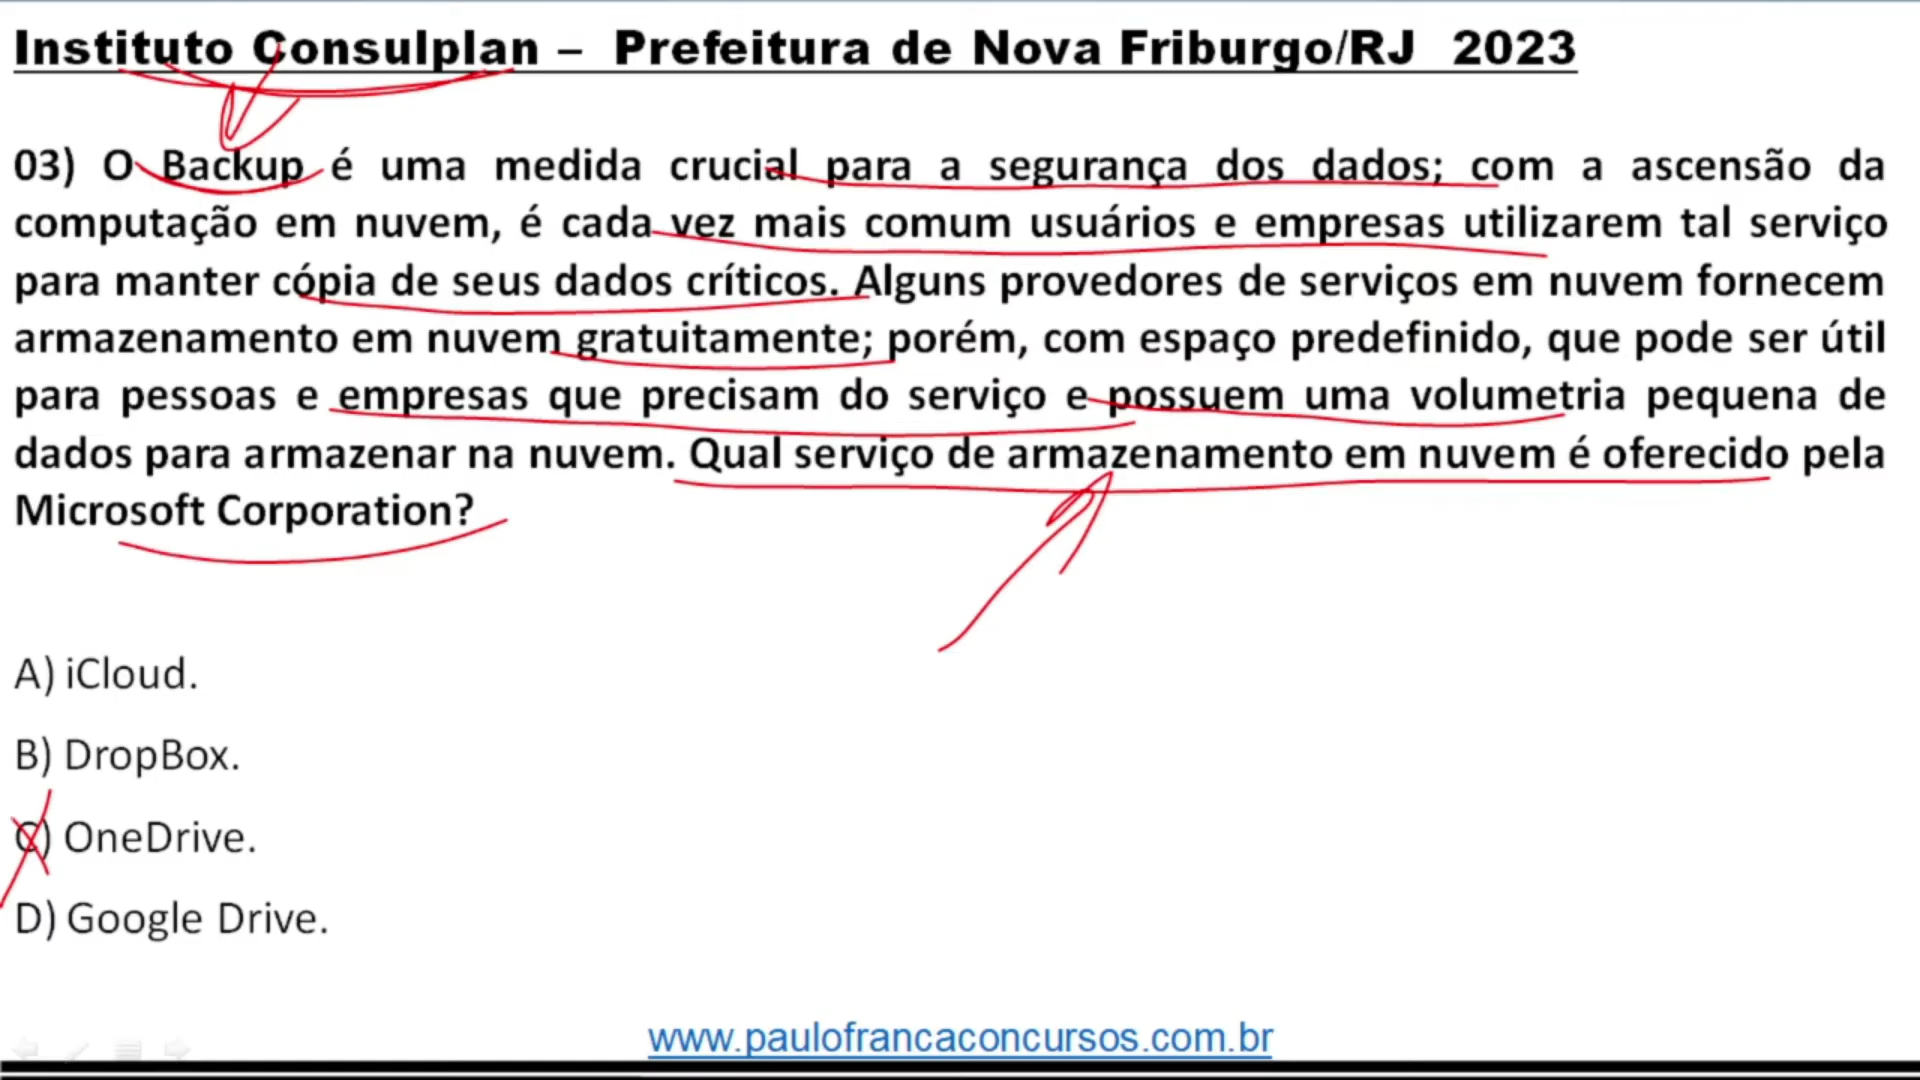 Instituto Consulplan – Prefeitura de Nova Friburgo/RJ 2023
03) O Backup é uma medida crucial para a segurança dos dados; com a ascensão da
computação em nuvem, é cada vez mais comum usuários e empresas utilizarem tal serviço
para manter cópia de seus dados críticos. Alguns provedores de serviços em nuvem fornecem
armazenamento em nuvem gratuitamente; porém, com espaço predefinido, que pode ser útil
para pessoas e empresas que precisam do serviço e possuem uma volumetria pequena de
dados para armazenar na nuvem. Qual serviço de armazenamento em nuvem é oferecido pela
Microsoft Corporation?
A) iCloud.
B) DropBox.
C) OneDrive.
D) Google Drive.
www.paulofrancaconcursos.com.br